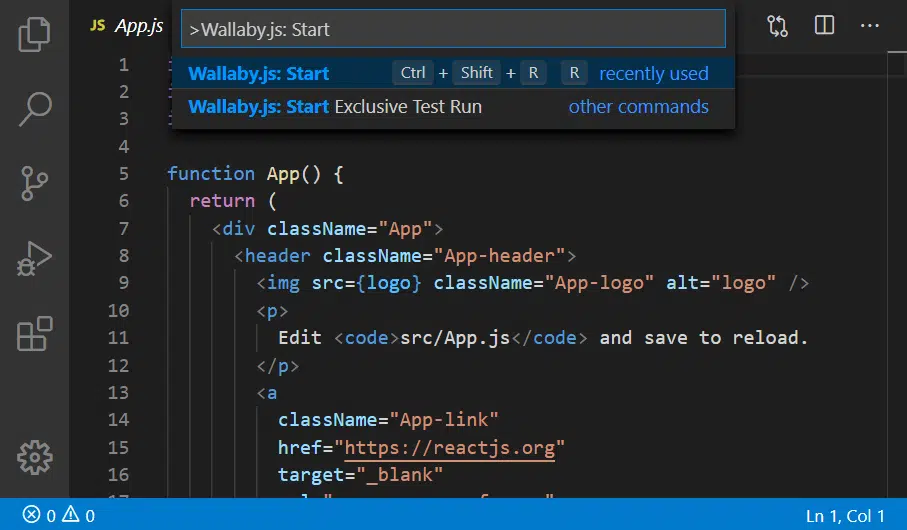 JS App.js
>Wallaby.js: Start
Wallaby.js: Start Ctrl + Shift + R R recently used
Wallaby.js: Start Exclusive Test Run other commands
1
2
3
4
5 function App() {
6 return (
7 <div className="App">
8 <header className="App-header">
9 <img src={logo} className="App-logo" alt="logo" />
10 <p>
11 Edit <code>src/App.js</code> and save to reload.
12 </p>
13 <a
14 className="App-link"
15 href="https://reactjs.org"
16 target="_blank"
17
0 0 Ln 1, Col 1